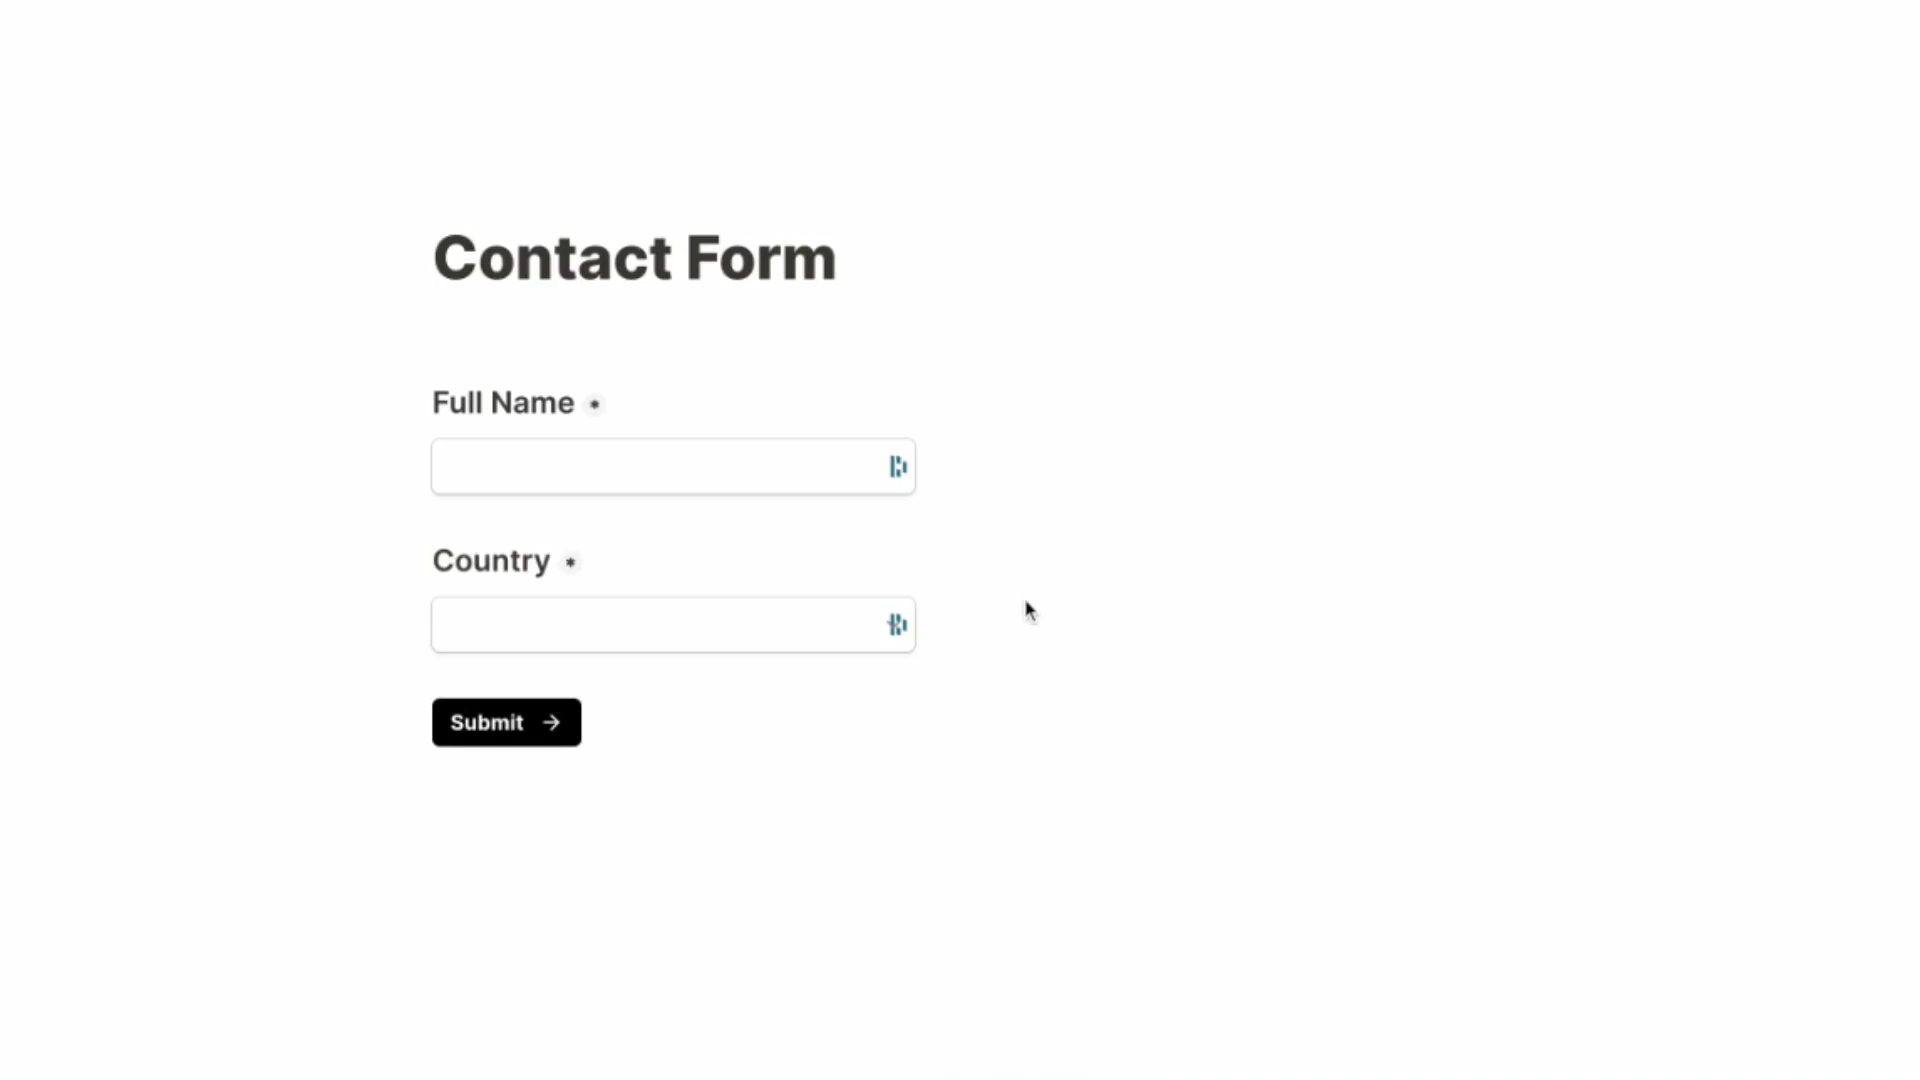 Contact Form
Full Name *
Country *
Submit →